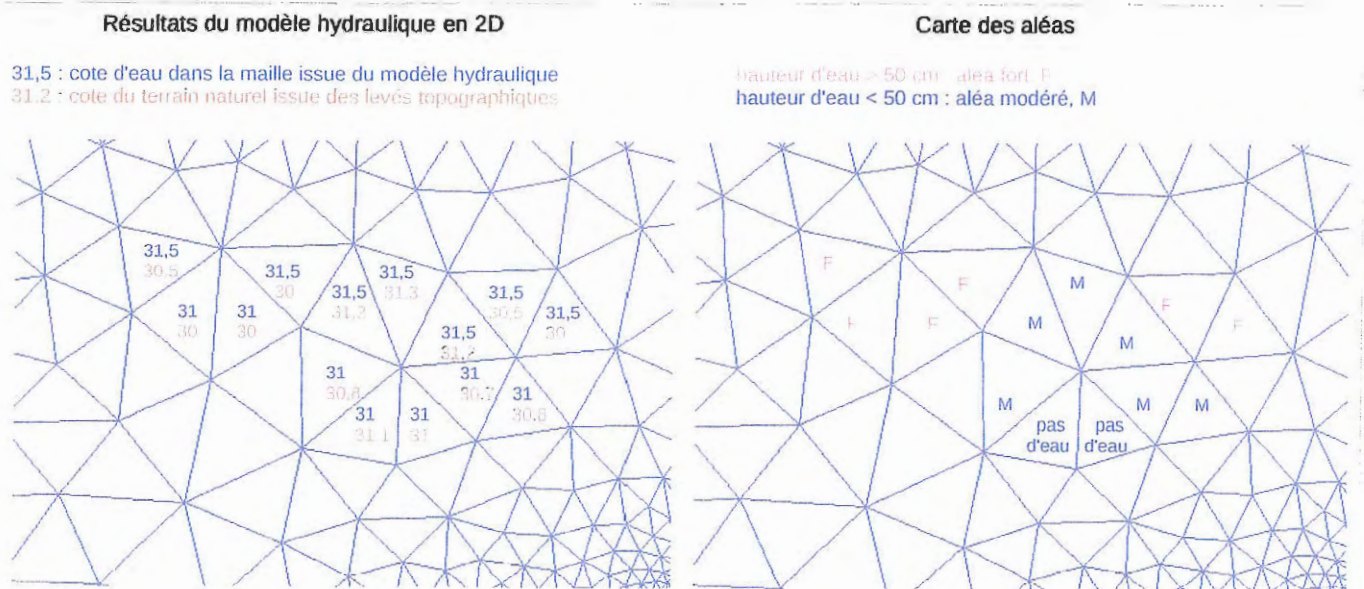 Résultats du modèle hydraulique en 2D
31,5 : cote d'eau dans la maille issue du modèle hydraulique
31.2 : cote du terrain naturel issue des levés topographiques
31,5
30.5
31,5
30
31,5
31.3
31,5
31,2
31
30
31
30
31,5
30,5
31,5
30
31,5
31,2
31
30,8
31
30.7
31
30.8
31
31.1
31
31
Carte des aléas
hauteur d'eau > 50 cm : aléa fort, F
hauteur d'eau < 50 cm : aléa modéré, M
F
F
M
F
F
F
M
F
M
M
M
M
pas
d'eau
pas
d'eau